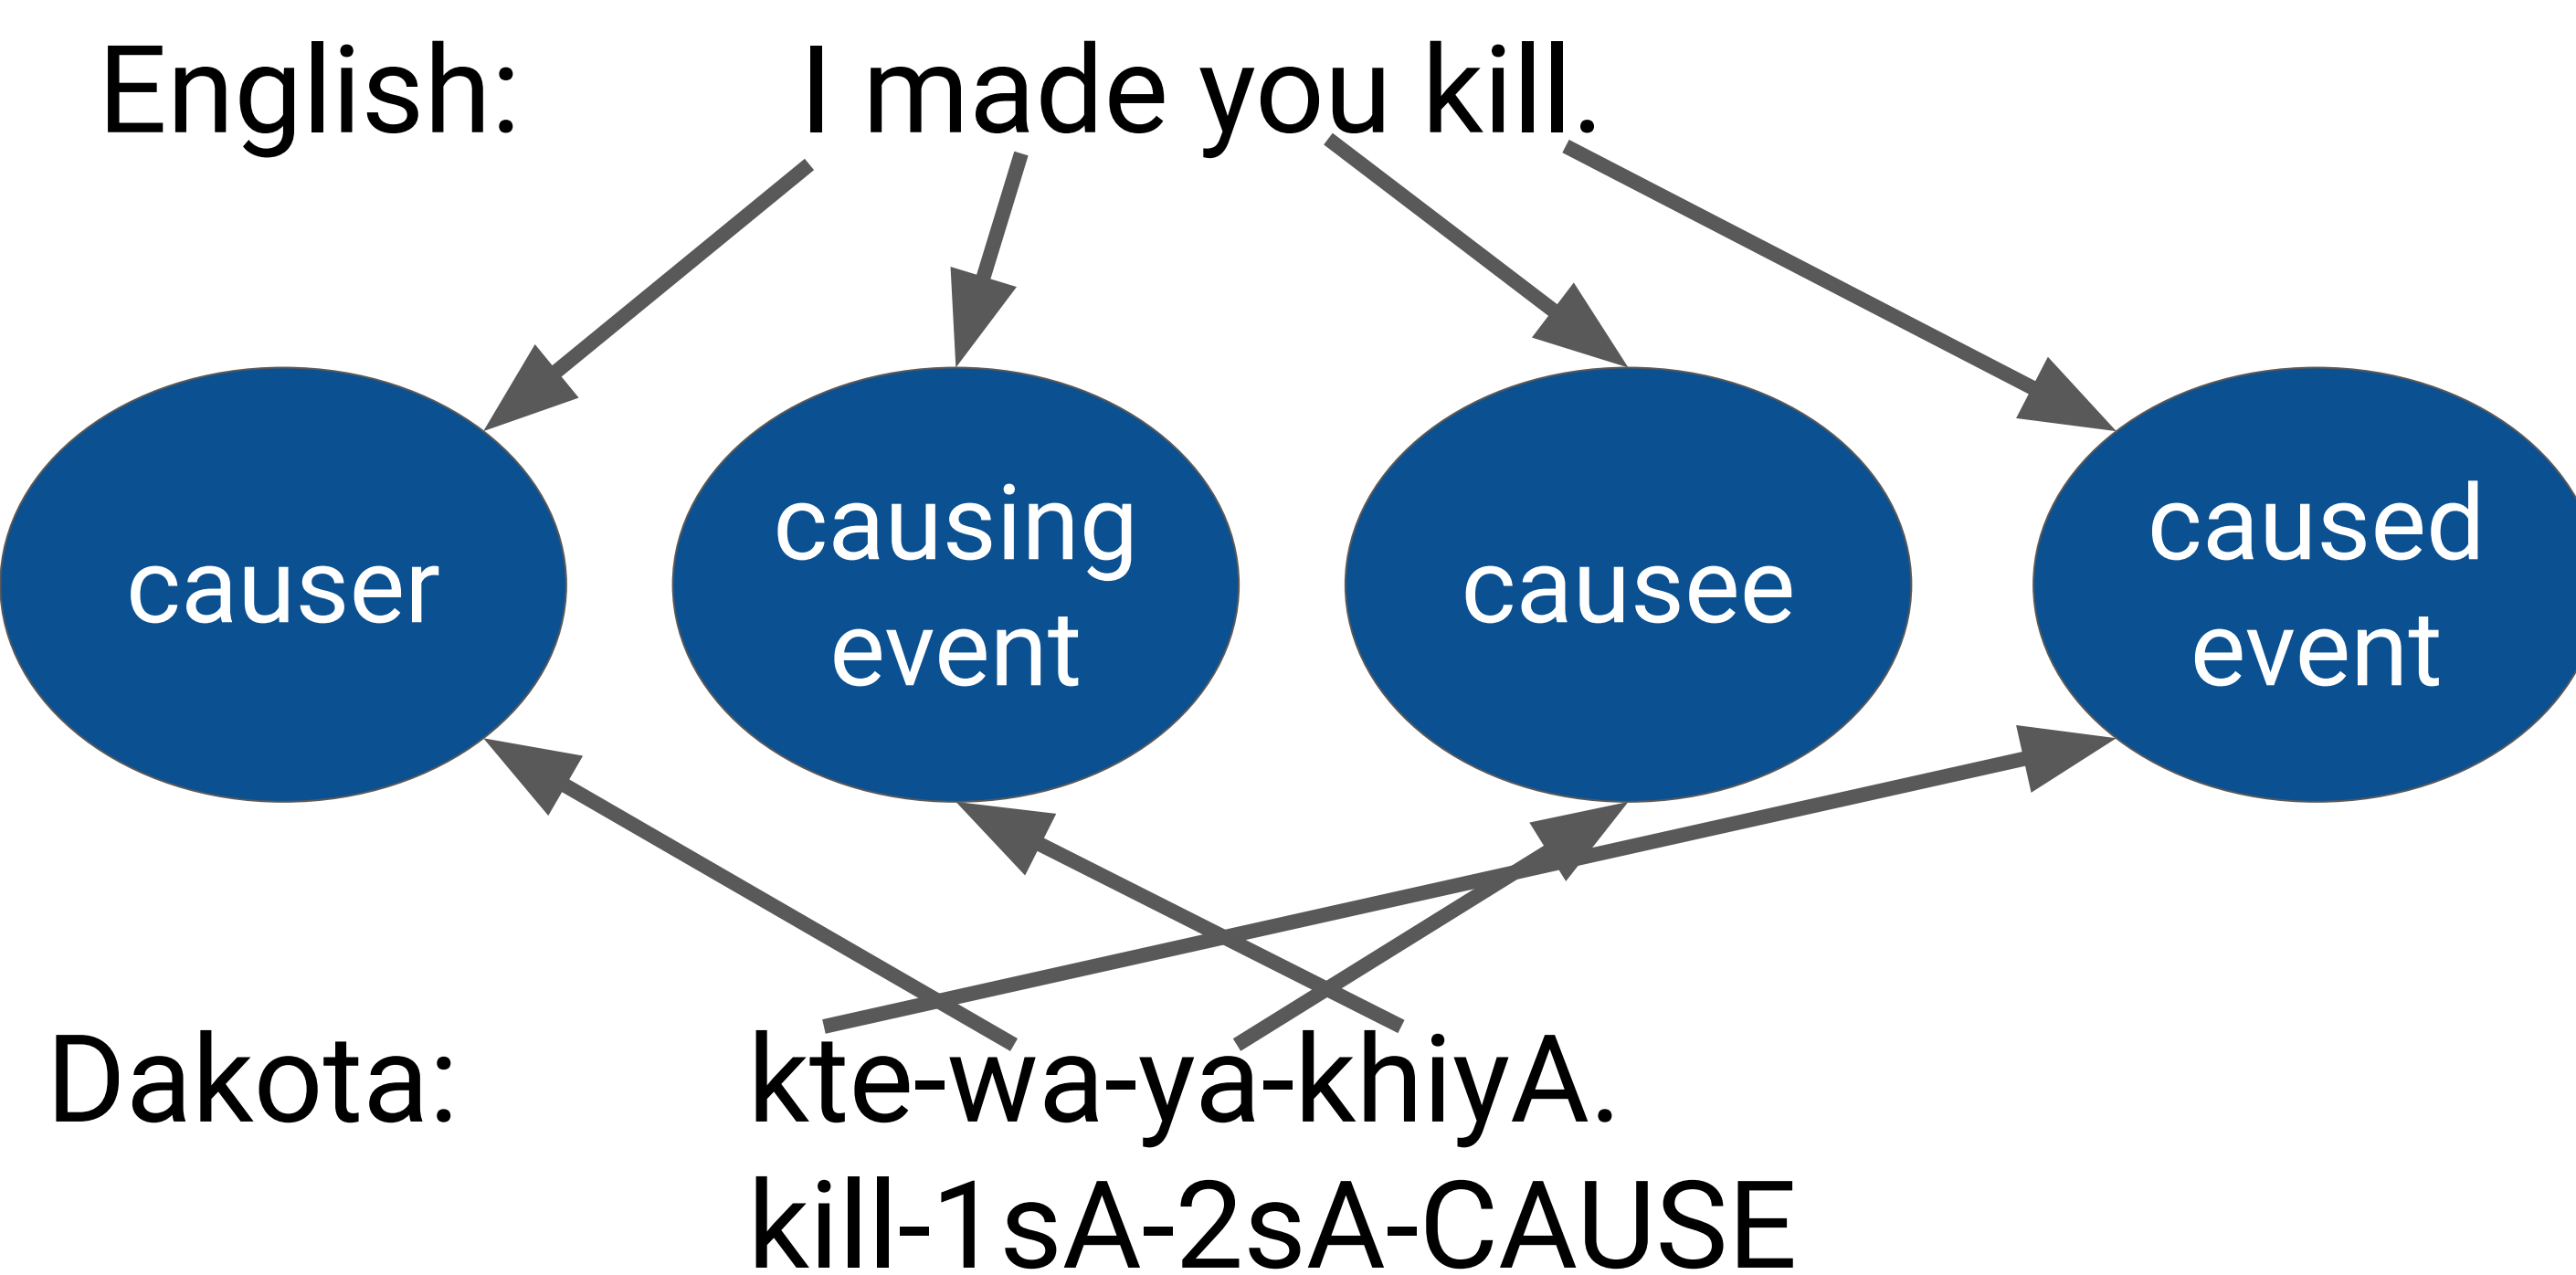 English: I made you kill.
causer
causing
event
causee
caused
event
Dakota: kte-wa-ya-khiyA.
kill-1sA-2sA-CAUSE